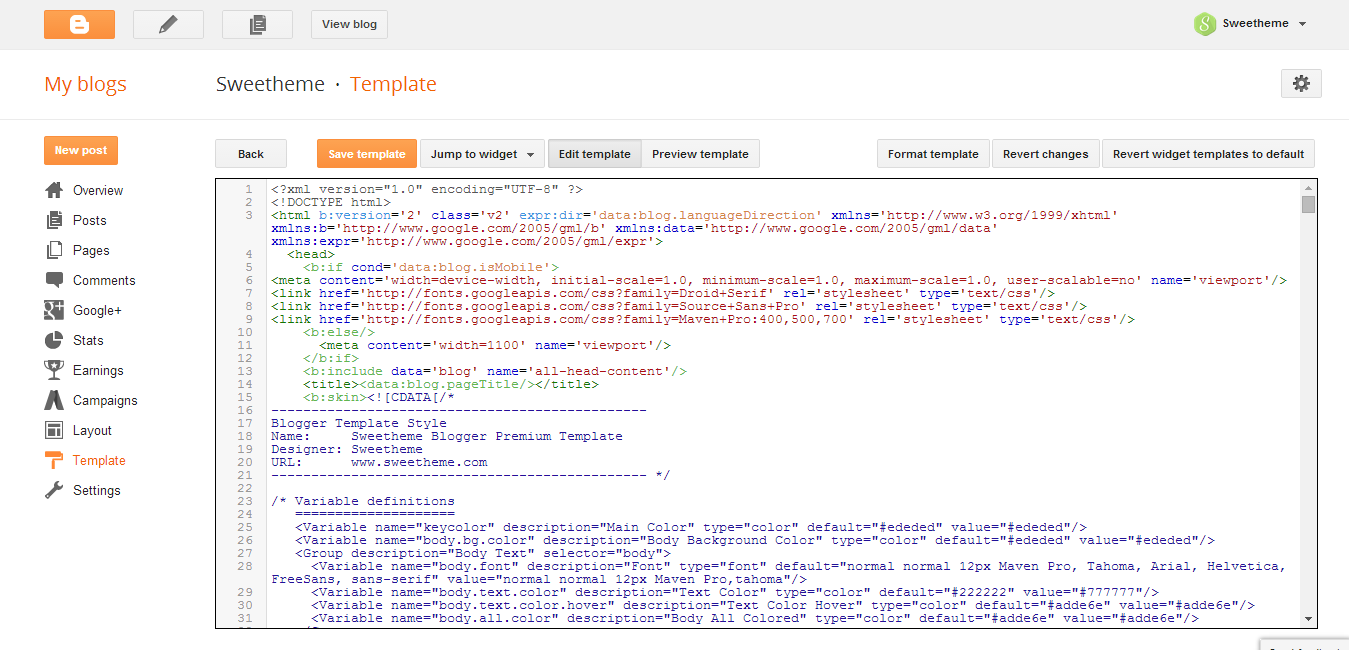 View blog
Sweetheme
My blogs
Sweetheme · Template
New post
Overview
Posts
Pages
Comments
Google+
Stats
Earnings
Campaigns
Layout
Template
Settings
Back
Save template
Jump to widget
Edit template
Preview template
Format template
Revert changes
Revert widget templates to default
1 <?xml version="1.0" encoding="UTF-8" ?>
2 <!DOCTYPE html>
3 <html b:version='2' class='v2' expr:dir='data:blog.languageDirection' xmlns='http://www.w3.org/1999/xhtml'
xmlns:b='http://www.google.com/2005/gml/b' xmlns:data='http://www.google.com/2005/gml/data'
xmlns:expr='http://www.google.com/2005/gml/expr'>
4 <head>
5 <b:if cond='data:blog.isMobile'>
6 <meta content='width=device-width, initial-scale=1.0, minimum-scale=1.0, maximum-scale=1.0, user-scalable=no' name='viewport'/>
7 <link href='http://fonts.googleapis.com/css?family=Droid+Serif' rel='stylesheet' type='text/css'/>
8 <link href='http://fonts.googleapis.com/css?family=Source+Sans+Pro' rel='stylesheet' type='text/css'/>
9 <link href='http://fonts.googleapis.com/css?family=Maven+Pro:400,500,700' rel='stylesheet' type='text/css'/>
10 <b:else/>
11 <meta content='width=1100' name='viewport'/>
12 </b:if>
13 <b:include data='blog' name='all-head-content'/>
14 <title><data:blog.pageTitle/></title>
15 <b:skin><![CDATA[/*
16 -----------------------------------------------
17 Blogger Template Style
18 Name: Sweetheme Blogger Premium Template
19 Designer: Sweetheme
20 URL: www.sweetheme.com
21 ----------------------------------------------- */
22
23 /* Variable definitions
24 ====================
25 <Variable name="keycolor" description="Main Color" type="color" default="#ededed" value="#ededed"/>
26 <Variable name="body.bg.color" description="Body Background Color" type="color" default="#ededed" value="#ededed"/>
27 <Group description="Body Text" selector="body">
28 <Variable name="body.font" description="Font" type="font" default="normal normal 12px Maven Pro, Tahoma, Arial, Helvetica,
FreeSans, sans-serif" value="normal normal 12px Maven Pro,tahoma"/>
29 <Variable name="body.text.color" description="Text Color" type="color" default="#222222" value="#777777"/>
30 <Variable name="body.text.color.hover" description="Text Color Hover" type="color" default="#adde6e" value="#adde6e"/>
31 <Variable name="body.all.color" description="Body All Colored" type="color" default="#adde6e" value="#adde6e"/>